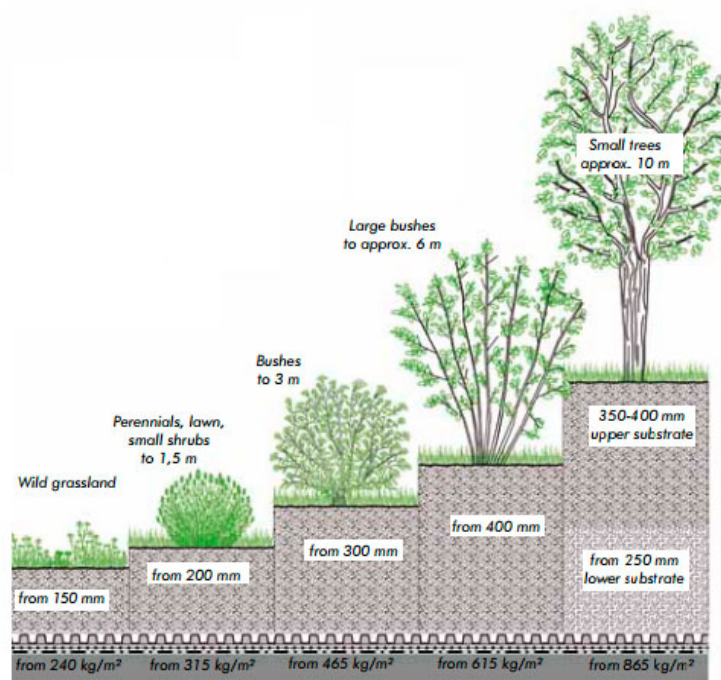 Small trees
approx. 10 m
Large bushes
to approx. 6 m
Bushes
to 3 m
Perennials, lawn,
small shrubs
to 1,5 m
Wild grassland
350-400 mm
upper substrate
from 400 mm
from 300 mm
from 250 mm
lower substrate
from 200 mm
from 150 mm
from 240 kg/m² from 315 kg/m² from 465 kg/m² from 615 kg/m² from 865 kg/m²